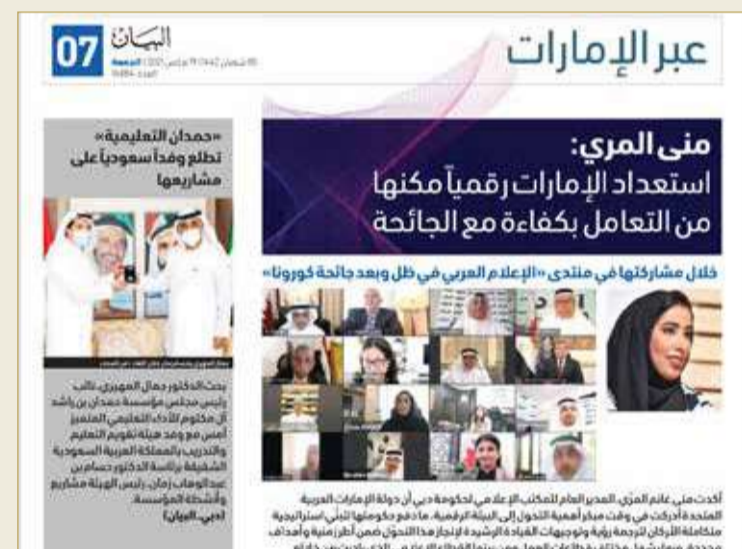 عبر الإمارات
البيان
07
منى المري:
استعداد الإمارات رقمياً مكنها
من التعامل بكفاءة مع الجائحة
خلال مشاركتها في منتدى «الإعلام العربي في ظل وبعد جائحة كورونا»
أكدت منى غانم المرّي، المدير العام للمكتب الإعلامي لحكومة دبي أن دولة الإمارات العربية
المتحدة أدركت في وقت مبكر أهمية التحول إلى البيئة الرقمية، ما دفع حكومتها لتبنّي استراتيجية
متكاملة الأركان لترجمة رؤية وتوجيهات القيادة الرشيدة لإنجاز هذا التحوّل ضمن أطر زمنية وأهداف
«حمدان التعليمية»
تطلع وفداً سعودياً على
مشاريعها
بحث الدكتور جمال المهيري، نائب
رئيس مجلس مؤسسة حمدان بن راشد
آل مكتوم للأداء التعليمي المتميز
أمس مع وفد هيئة تقويم التعليم
والتدريب بالمملكة العربية السعودية
الشقيقة برئاسة الدكتور حسام بن
عبدالوهاب زمان، رئيس الهيئة مشاريع
وأنشطة المؤسسة.
(دبي-البيان)